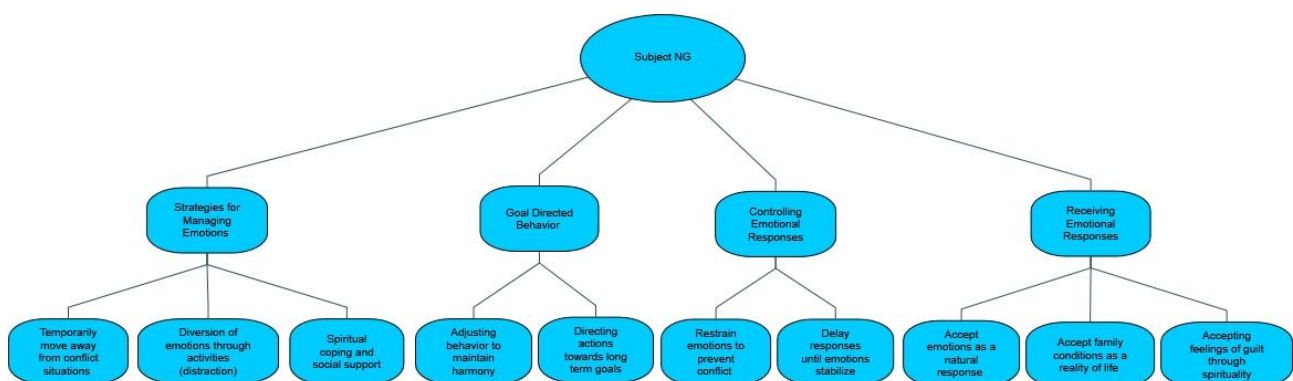 Subject NG
Strategies for
Managing
Emotions
Goal Directed
Behavior
Controlling
Emotional
Responses
Receiving
Emotional
Responses
Temporarily
move away
from conflict
situations
Diversion of
emotions through
activities
(distraction)
Spiritual
coping and
social support
Adjusting
behavior to
maintain
harmony
Directing
actions
towards long
term goals
Restrain
emotions to
prevent
conflict
Delay
responses
until emotions
stabilize
Accept
emotions as a
natural
response
Accept family
conditions as a
reality of life
Accepting
feelings of guilt
through
spirituality